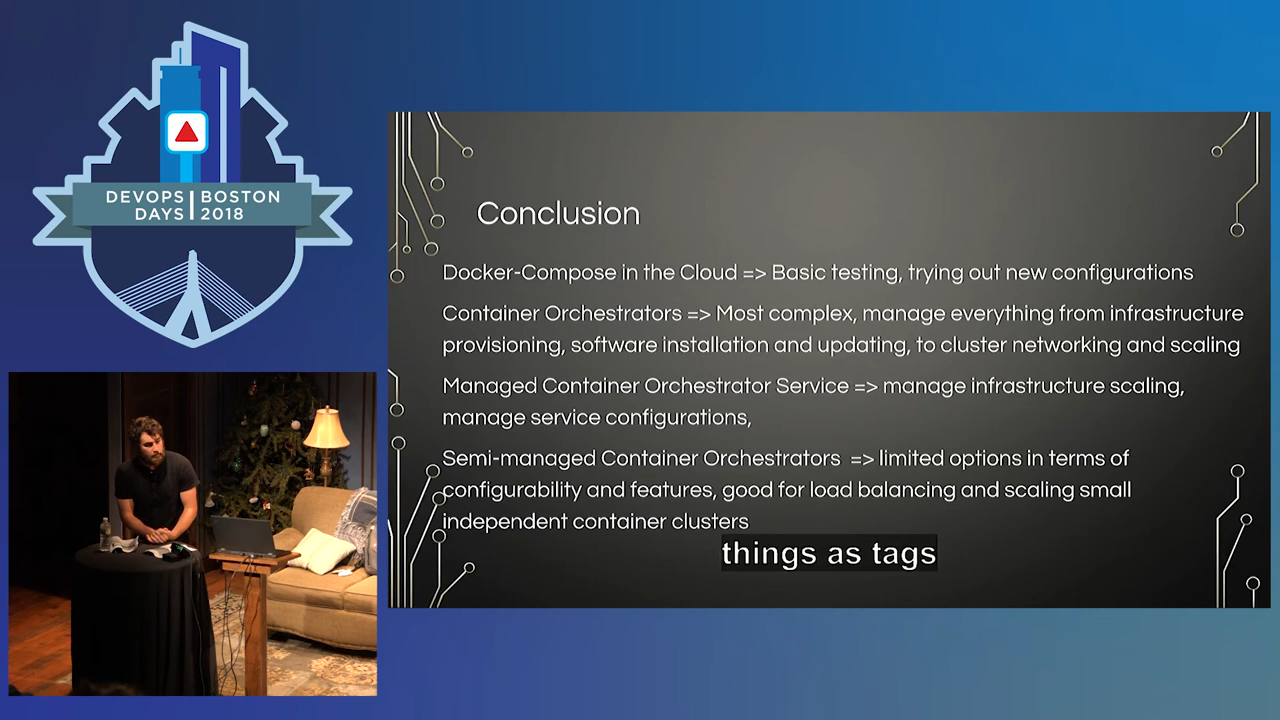 DEVOPS BOSTON
DAYS 2018
Conclusion
Docker-Compose in the Cloud => Basic testing, trying out new configurations
Container Orchestrators => Most complex, manage everything from infrastructure
provisioning, software installation and updating, to cluster networking and scaling
Managed Container Orchestrator Service => manage infrastructure scaling,
manage service configurations,
Semi-managed Container Orchestrators => limited options in terms of
configurability and features, good for load balancing and scaling small
independent container clusters
things as tags